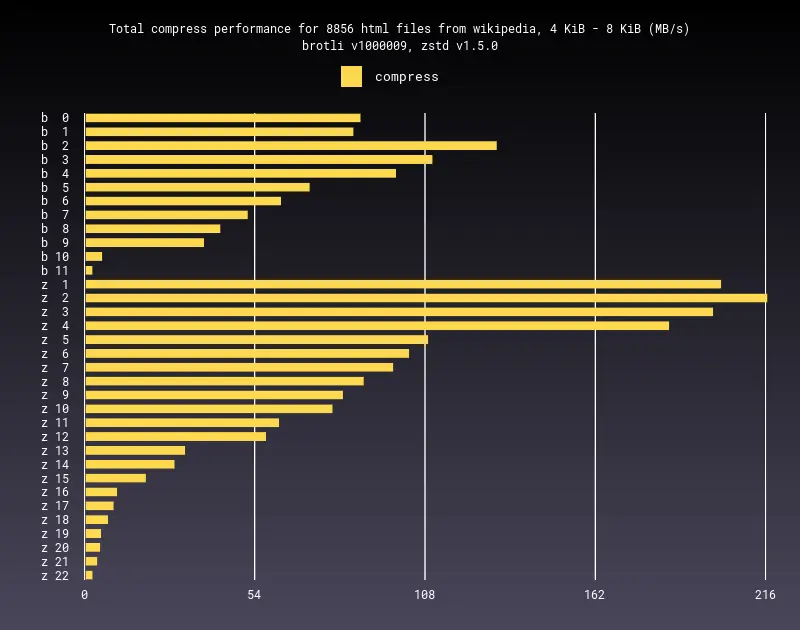 Total compress performance for 8856 html files from wikipedia, 4 KiB - 8 KiB (MB/s)
brotli v1000009, zstd v1.5.0
compress
b 0
b 1
b 2
b 3
b 4
b 5
b 6
b 7
b 8
b 9
b 10
b 11
z 1
z 2
z 3
z 4
z 5
z 6
z 7
z 8
z 9
z 10
z 11
z 12
z 13
z 14
z 15
z 16
z 17
z 18
z 19
z 20
z 21
z 22
0 54 108 162 216